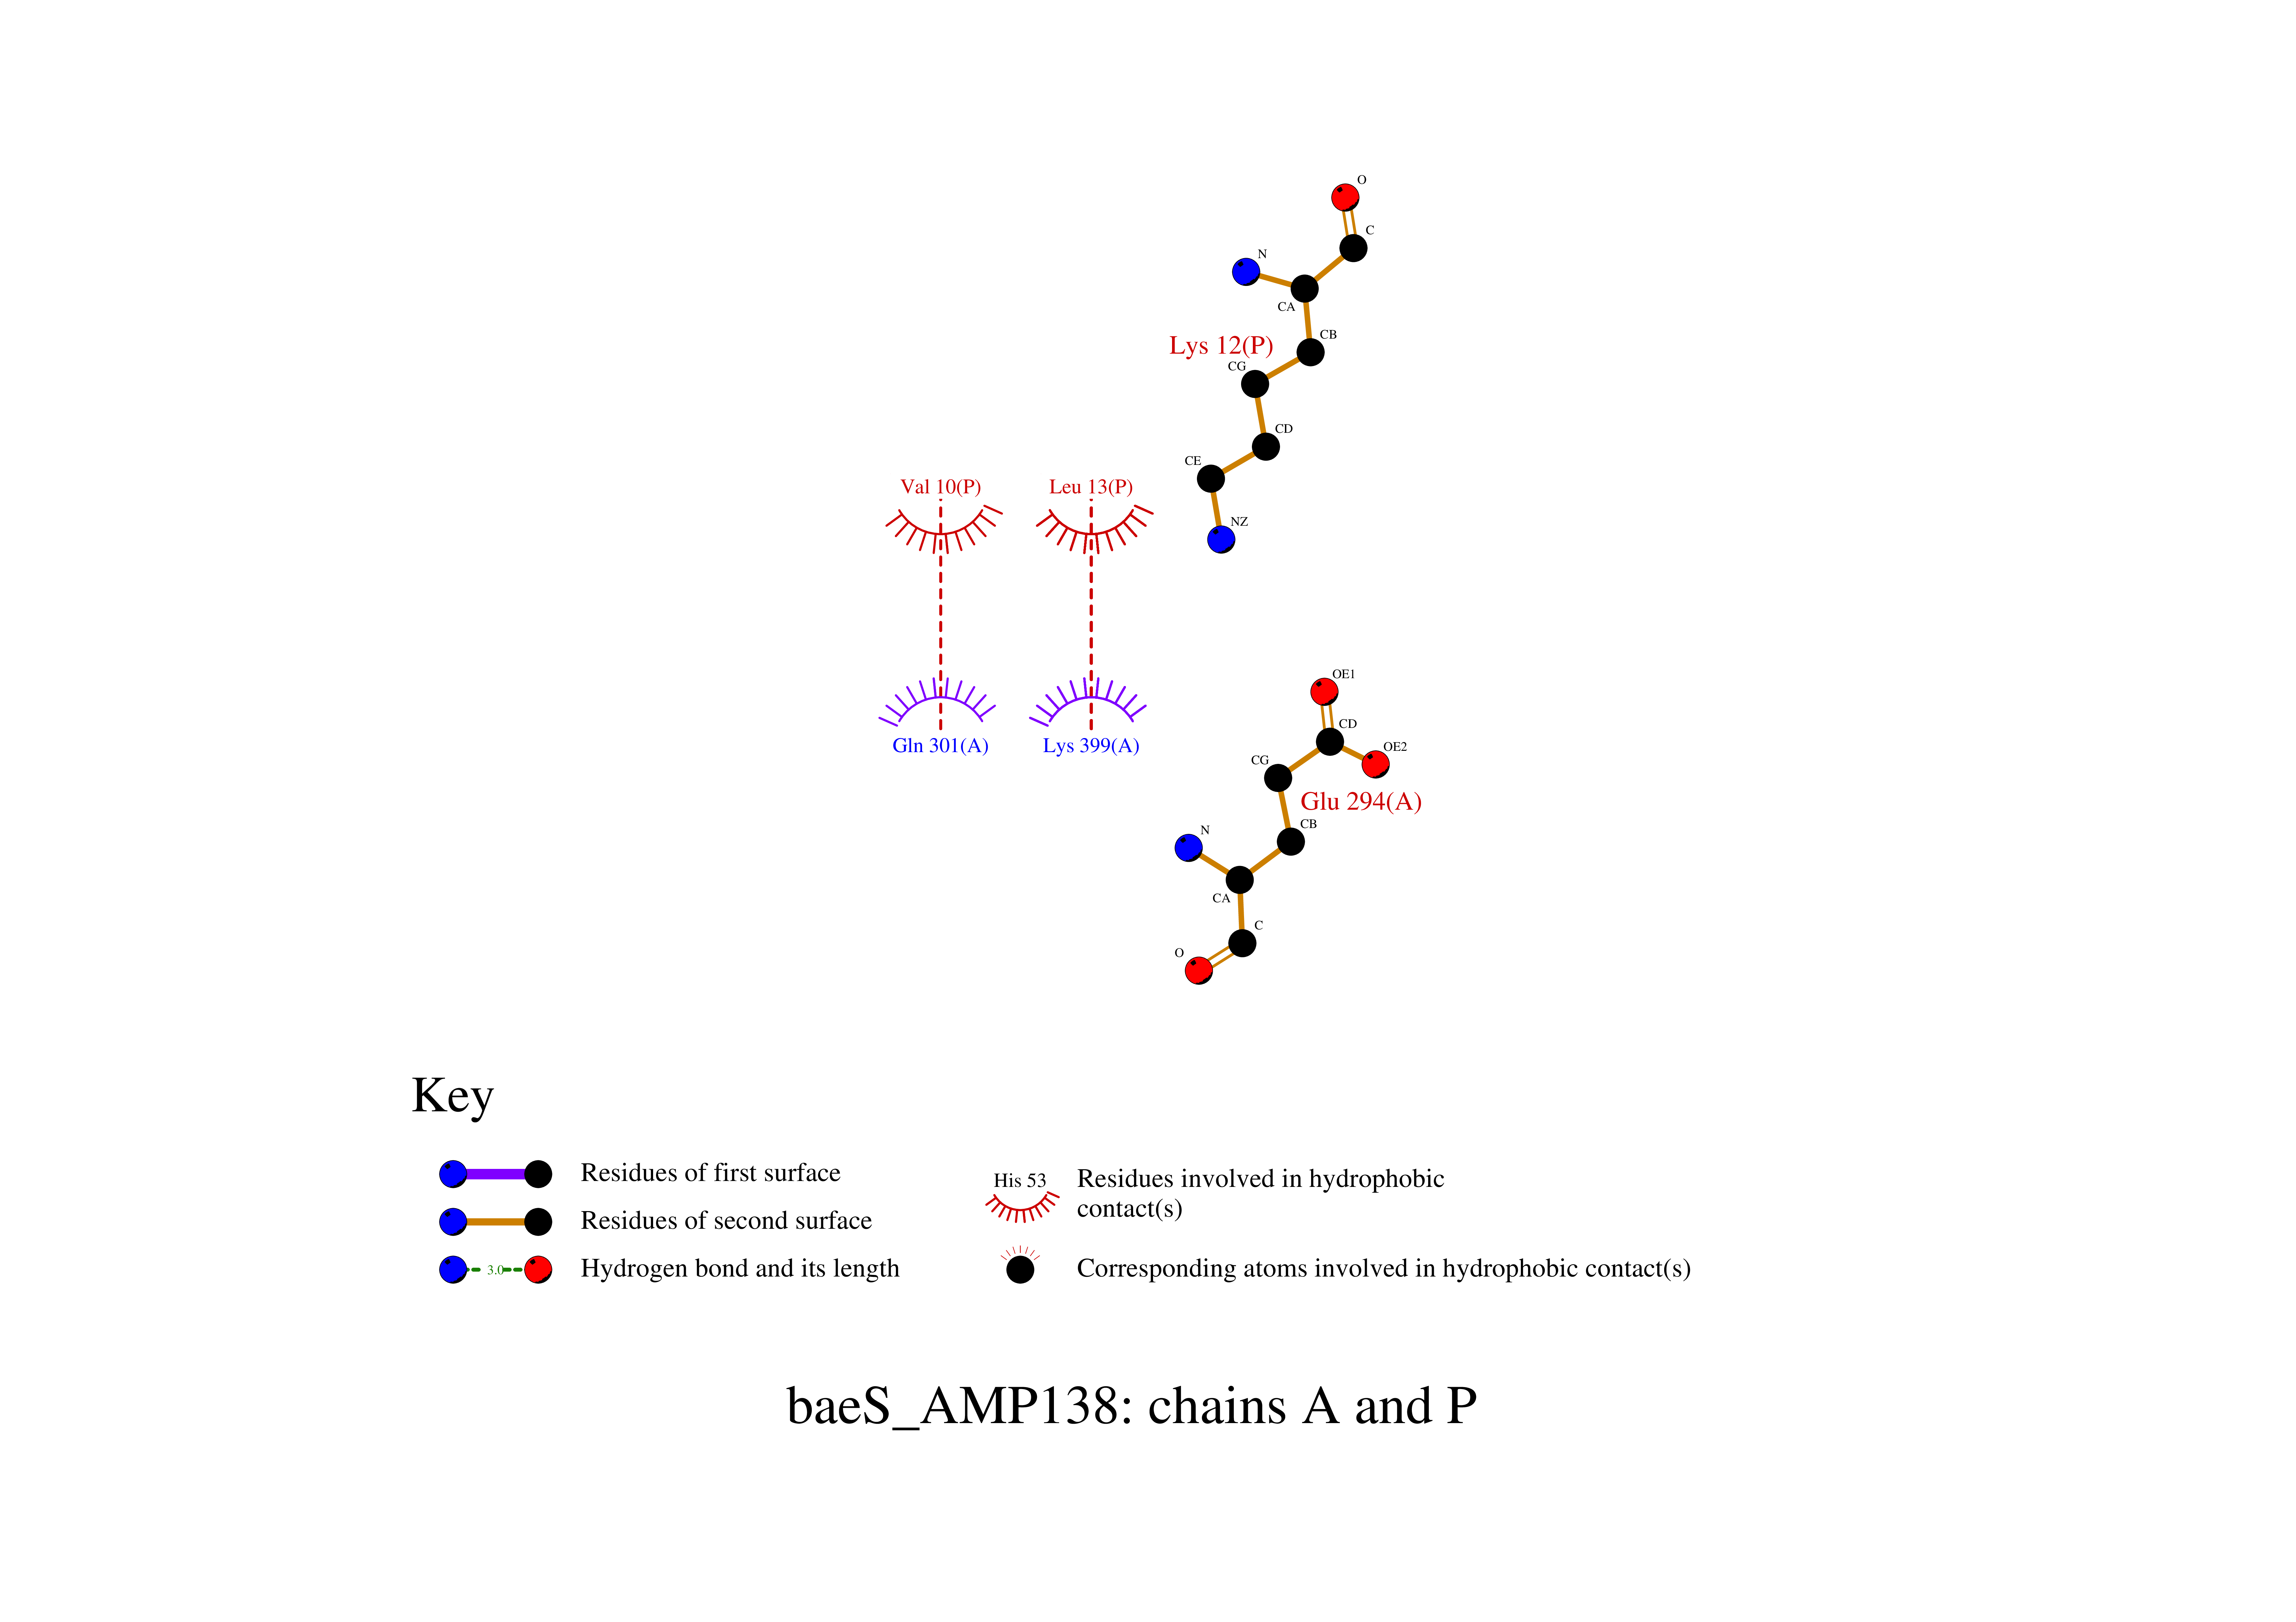 O
C
N
CA
CB
Lys 12(P)
CG
CD
CE
Val 10(P)
Leu 13(P)
NZ
OE1
CD
OE2
Gln 301(A)
Lys 399(A)
CG
Glu 294(A)
CB
N
CA
C
O
Key
Residues of first surface
Residues of second surface
3.0
Hydrogen bond and its length
His 53
Residues involved in hydrophobic
contact(s)
Corresponding atoms involved in hydrophobic contact(s)
baeS_AMP138: chains A and P